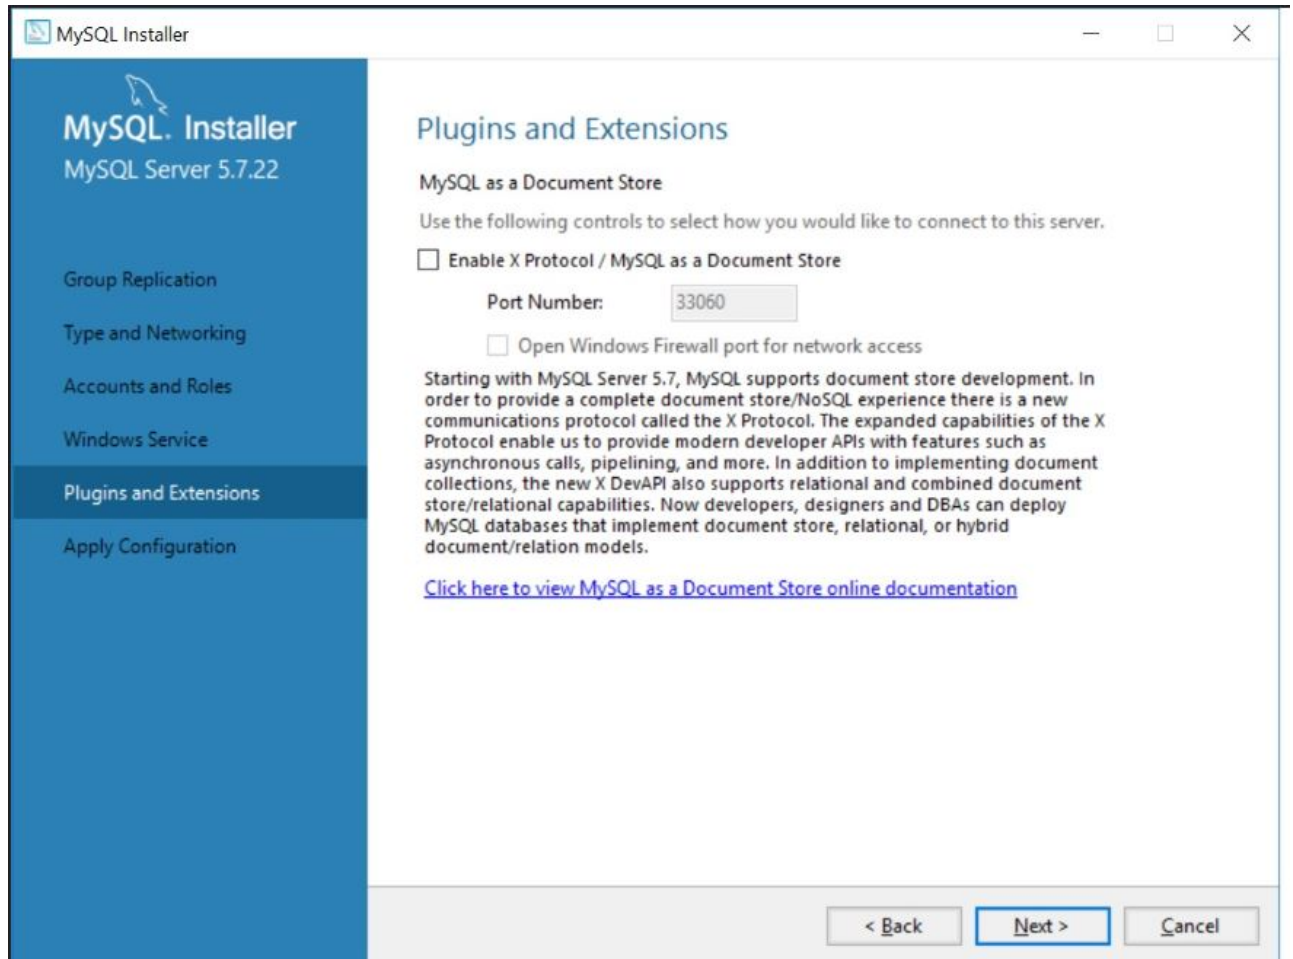 MySQL Installer
MySQL. Installer
MySQL Server 5.7.22
Group Replication
Type and Networking
Accounts and Roles
Windows Service
Plugins and Extensions
Apply Configuration
Plugins and Extensions
MySQL as a Document Store
Use the following controls to select how you would like to connect to this server.
Enable X Protocol / MySQL as a Document Store
Port Number: 33060
Open Windows Firewall port for network access
Starting with MySQL Server 5.7, MySQL supports document store development. In
order to provide a complete document store/NoSQL experience there is a new
communications protocol called the X Protocol. The expanded capabilities of the X
Protocol enable us to provide modern developer APIs with features such as
asynchronous calls, pipelining, and more. In addition to implementing document
collections, the new X DevAPI also supports relational and combined document
store/relational capabilities. Now developers, designers and DBAs can deploy
MySQL databases that implement document store, relational, or hybrid
document/relation models.
Click here to view MySQL as a Document Store online documentation
< Back Next > Cancel